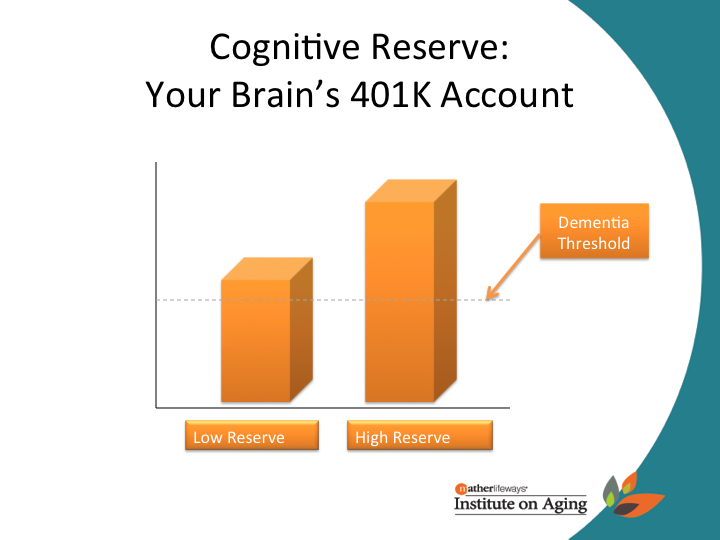 Cognitive Reserve:
Your Brain’s 401K Account
Dementia
Threshold
Low Reserve
High Reserve
matherlifeways®
Institute on Aging